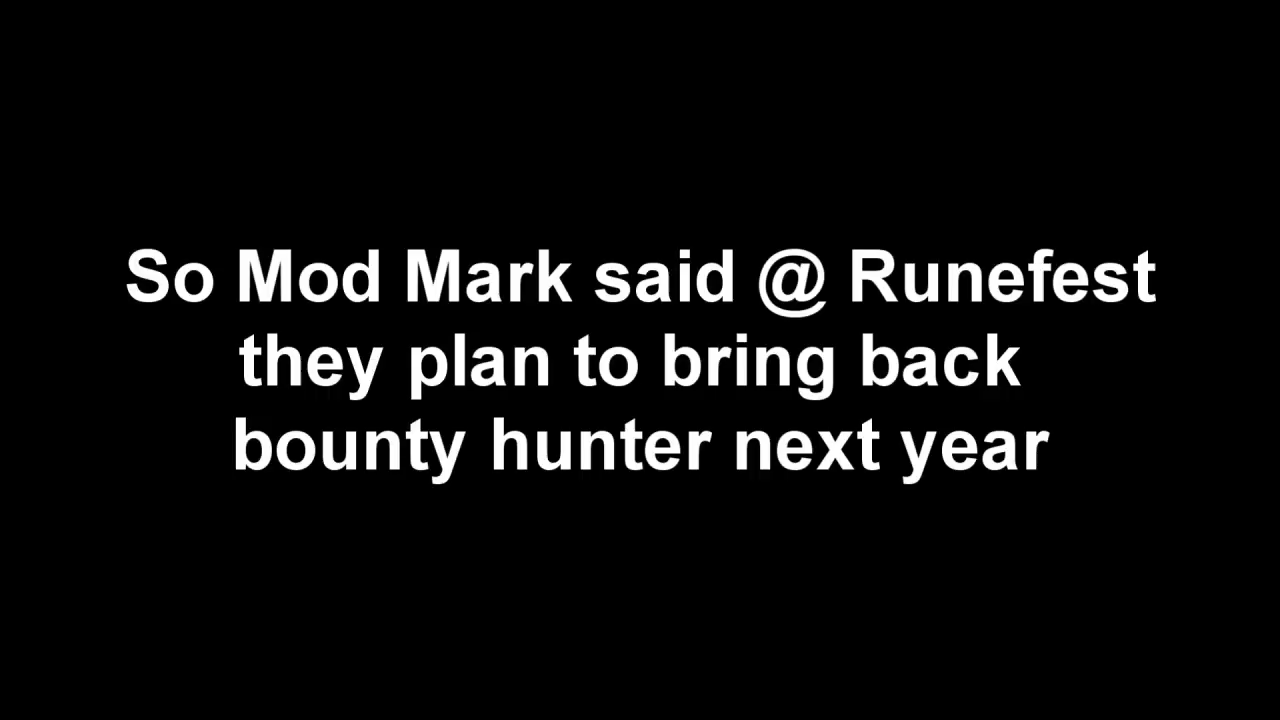 So Mod Mark said @ Runefest
they plan to bring back
bounty hunter next year